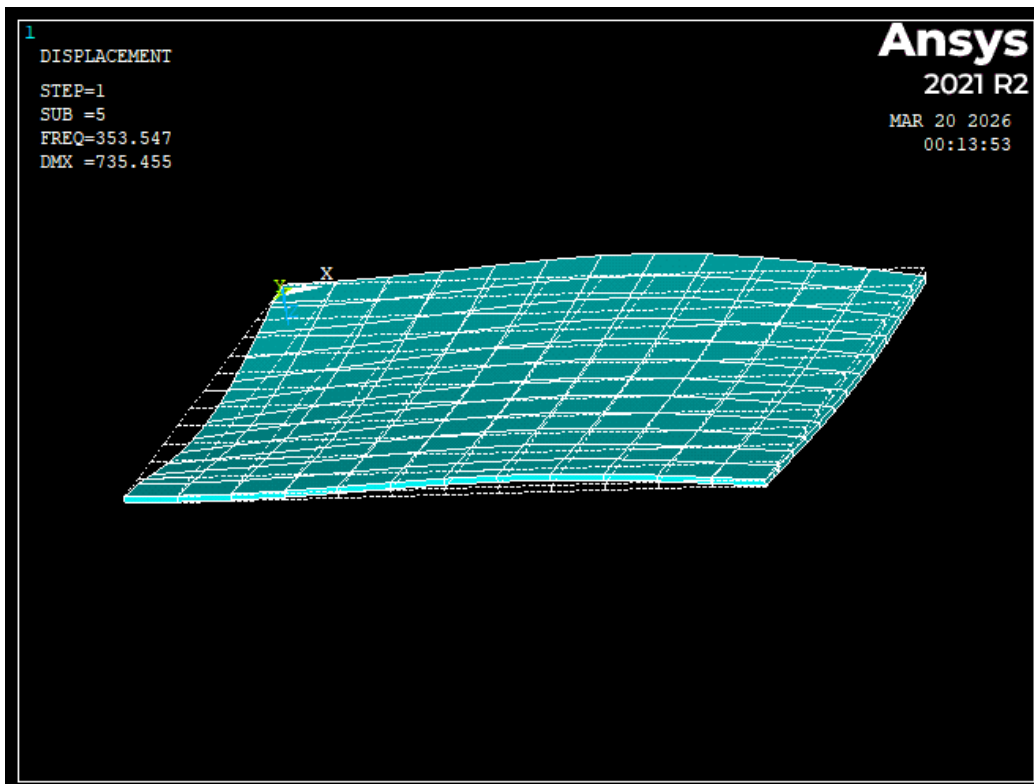 1
DISPLACEMENT
STEP=1
SUB =5
FREQ=353.547
DMX =735.455
Ansys
2021 R2
MAR 20 2026
00:13:53
X
Y